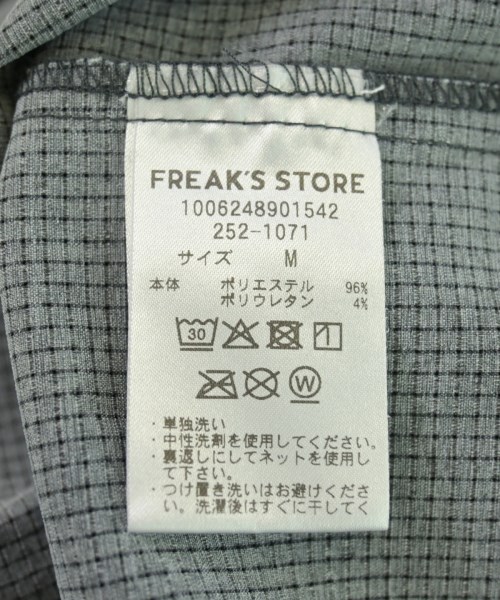 FREAK'S STORE
1006248901542
252-1071
サイズ M
本体 ポリエステル 96%
ポリウレタン 4%
30
W
・単独洗い
・中性洗剤を使用してください。
・裏返しにしてネットを使用し
て下さい。
・つけ置き洗いはお避けくださ
い。洗濯後はすぐに干してく